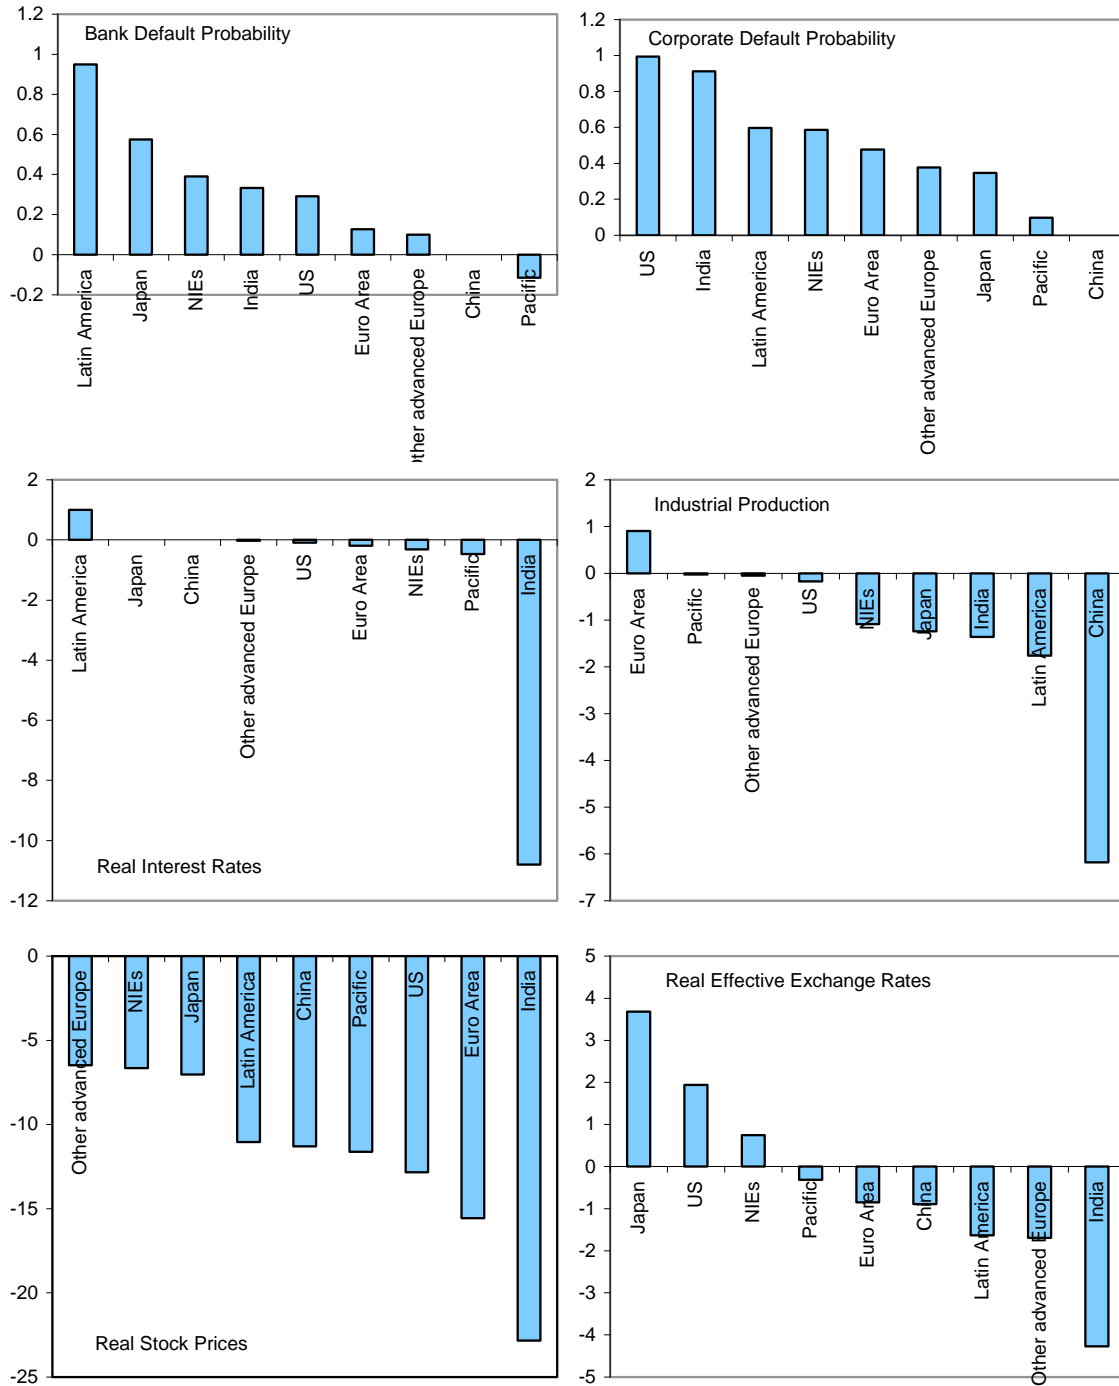 Bank Default Probability
1.2
1
0.8
0.6
0.4
0.2
0
-0.2
Latin America
Japan
NIEs
India
US
Euro Area
Other advanced Europe
China
Pacific
Corporate Default Probability
1.2
1
0.8
0.6
0.4
0.2
0
US
India
Latin America
NIEs
Euro Area
Other advanced Europe
Japan
Pacific
China
2
0
-2
-4
-6
-8
-10
-12
Latin America
Japan
China
Other advanced Europe
US
Euro Area
NIEs
Pacific
India
Real Interest Rates
Industrial Production
2
1
0
-1
-2
-3
-4
-5
-6
-7
Euro Area
Pacific
Other advanced Europe
US
NIEs
Japan
India
Latin America
China
0
-5
-10
-15
-20
-25
Other advanced Europe
NIEs
Japan
Latin America
China
Pacific
US
Euro Area
India
Real Stock Prices
Real Effective Exchange Rates
5
4
3
2
1
0
-1
-2
-3
-4
-5
Japan
US
NIEs
Pacific
Euro Area
China
Latin America
Other advanced Europe
India